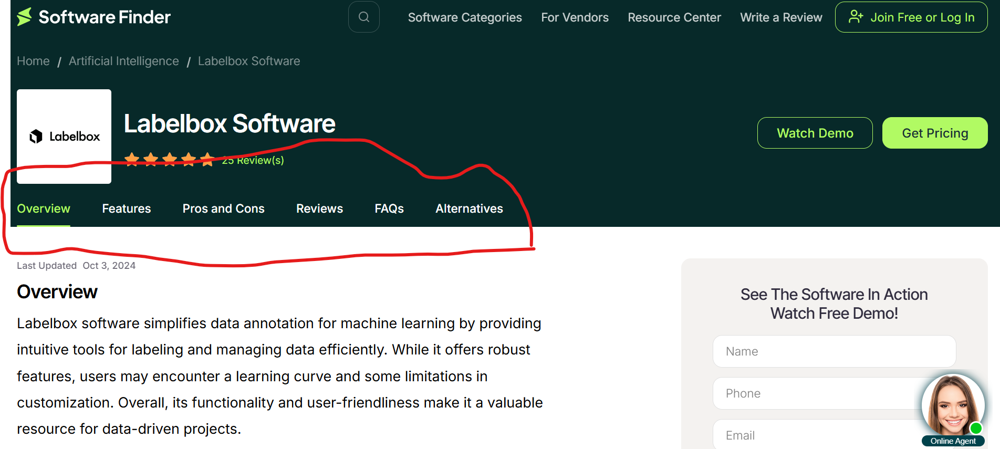 Software Finder
Software Categories
For Vendors
Resource Center
Write a Review
Join Free or Log In
Home / Artificial Intelligence / Labelbox Software
Labelbox
Labelbox Software
25 Review(s)
Watch Demo
Get Pricing
Overview
Features
Pros and Cons
Reviews
FAQs
Alternatives
Last Updated Oct 3, 2024
Overview
Labelbox software simplifies data annotation for machine learning by providing
intuitive tools for labeling and managing data efficiently. While it offers robust
features, users may encounter a learning curve and some limitations in
customization. Overall, its functionality and user-friendliness make it a valuable
resource for data-driven projects.
See The Software In Action
Watch Free Demo!
Name
Phone
Email
Online Agent